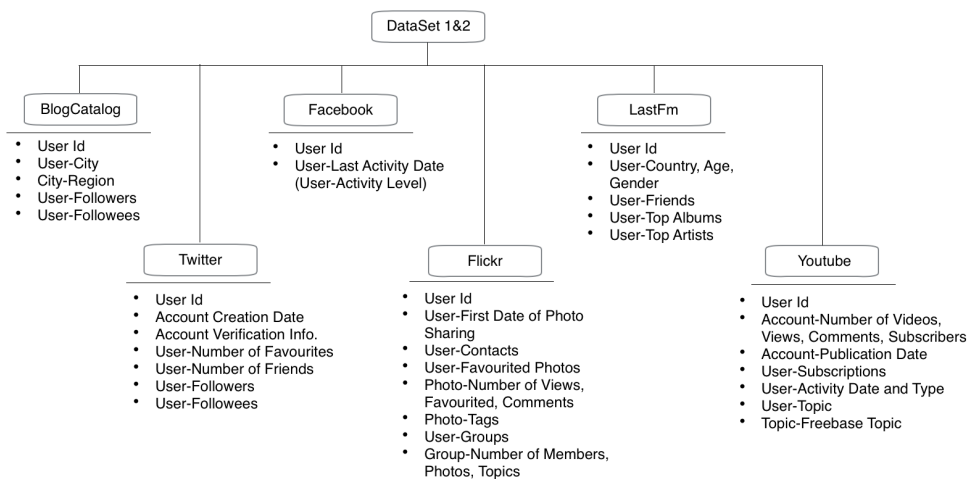 DataSet 1&2
BlogCatalog
• User Id
• User-City
• City-Region
• User-Followers
• User-Followees
Facebook
• User Id
• User-Last Activity Date
(User-Activity Level)
LastFm
• User Id
• User-Country, Age,
Gender
• User-Friends
• User-Top Albums
• User-Top Artists
Twitter
• User Id
• Account Creation Date
• Account Verification Info.
• User-Number of Favourites
• User-Number of Friends
• User-Followers
• User-Followees
Flickr
• User Id
• User-First Date of Photo
Sharing
• User-Contacts
• User-Favourited Photos
• Photo-Number of Views,
Favourited, Comments
• Photo-Tags
• User-Groups
• Group-Number of Members,
Photos, Topics
Youtube
• User Id
• Account-Number of Videos,
Views, Comments, Subscribers
• Account-Publication Date
• User-Subscriptions
• User-Activity Date and Type
• User-Topic
• Topic-Freebase Topic